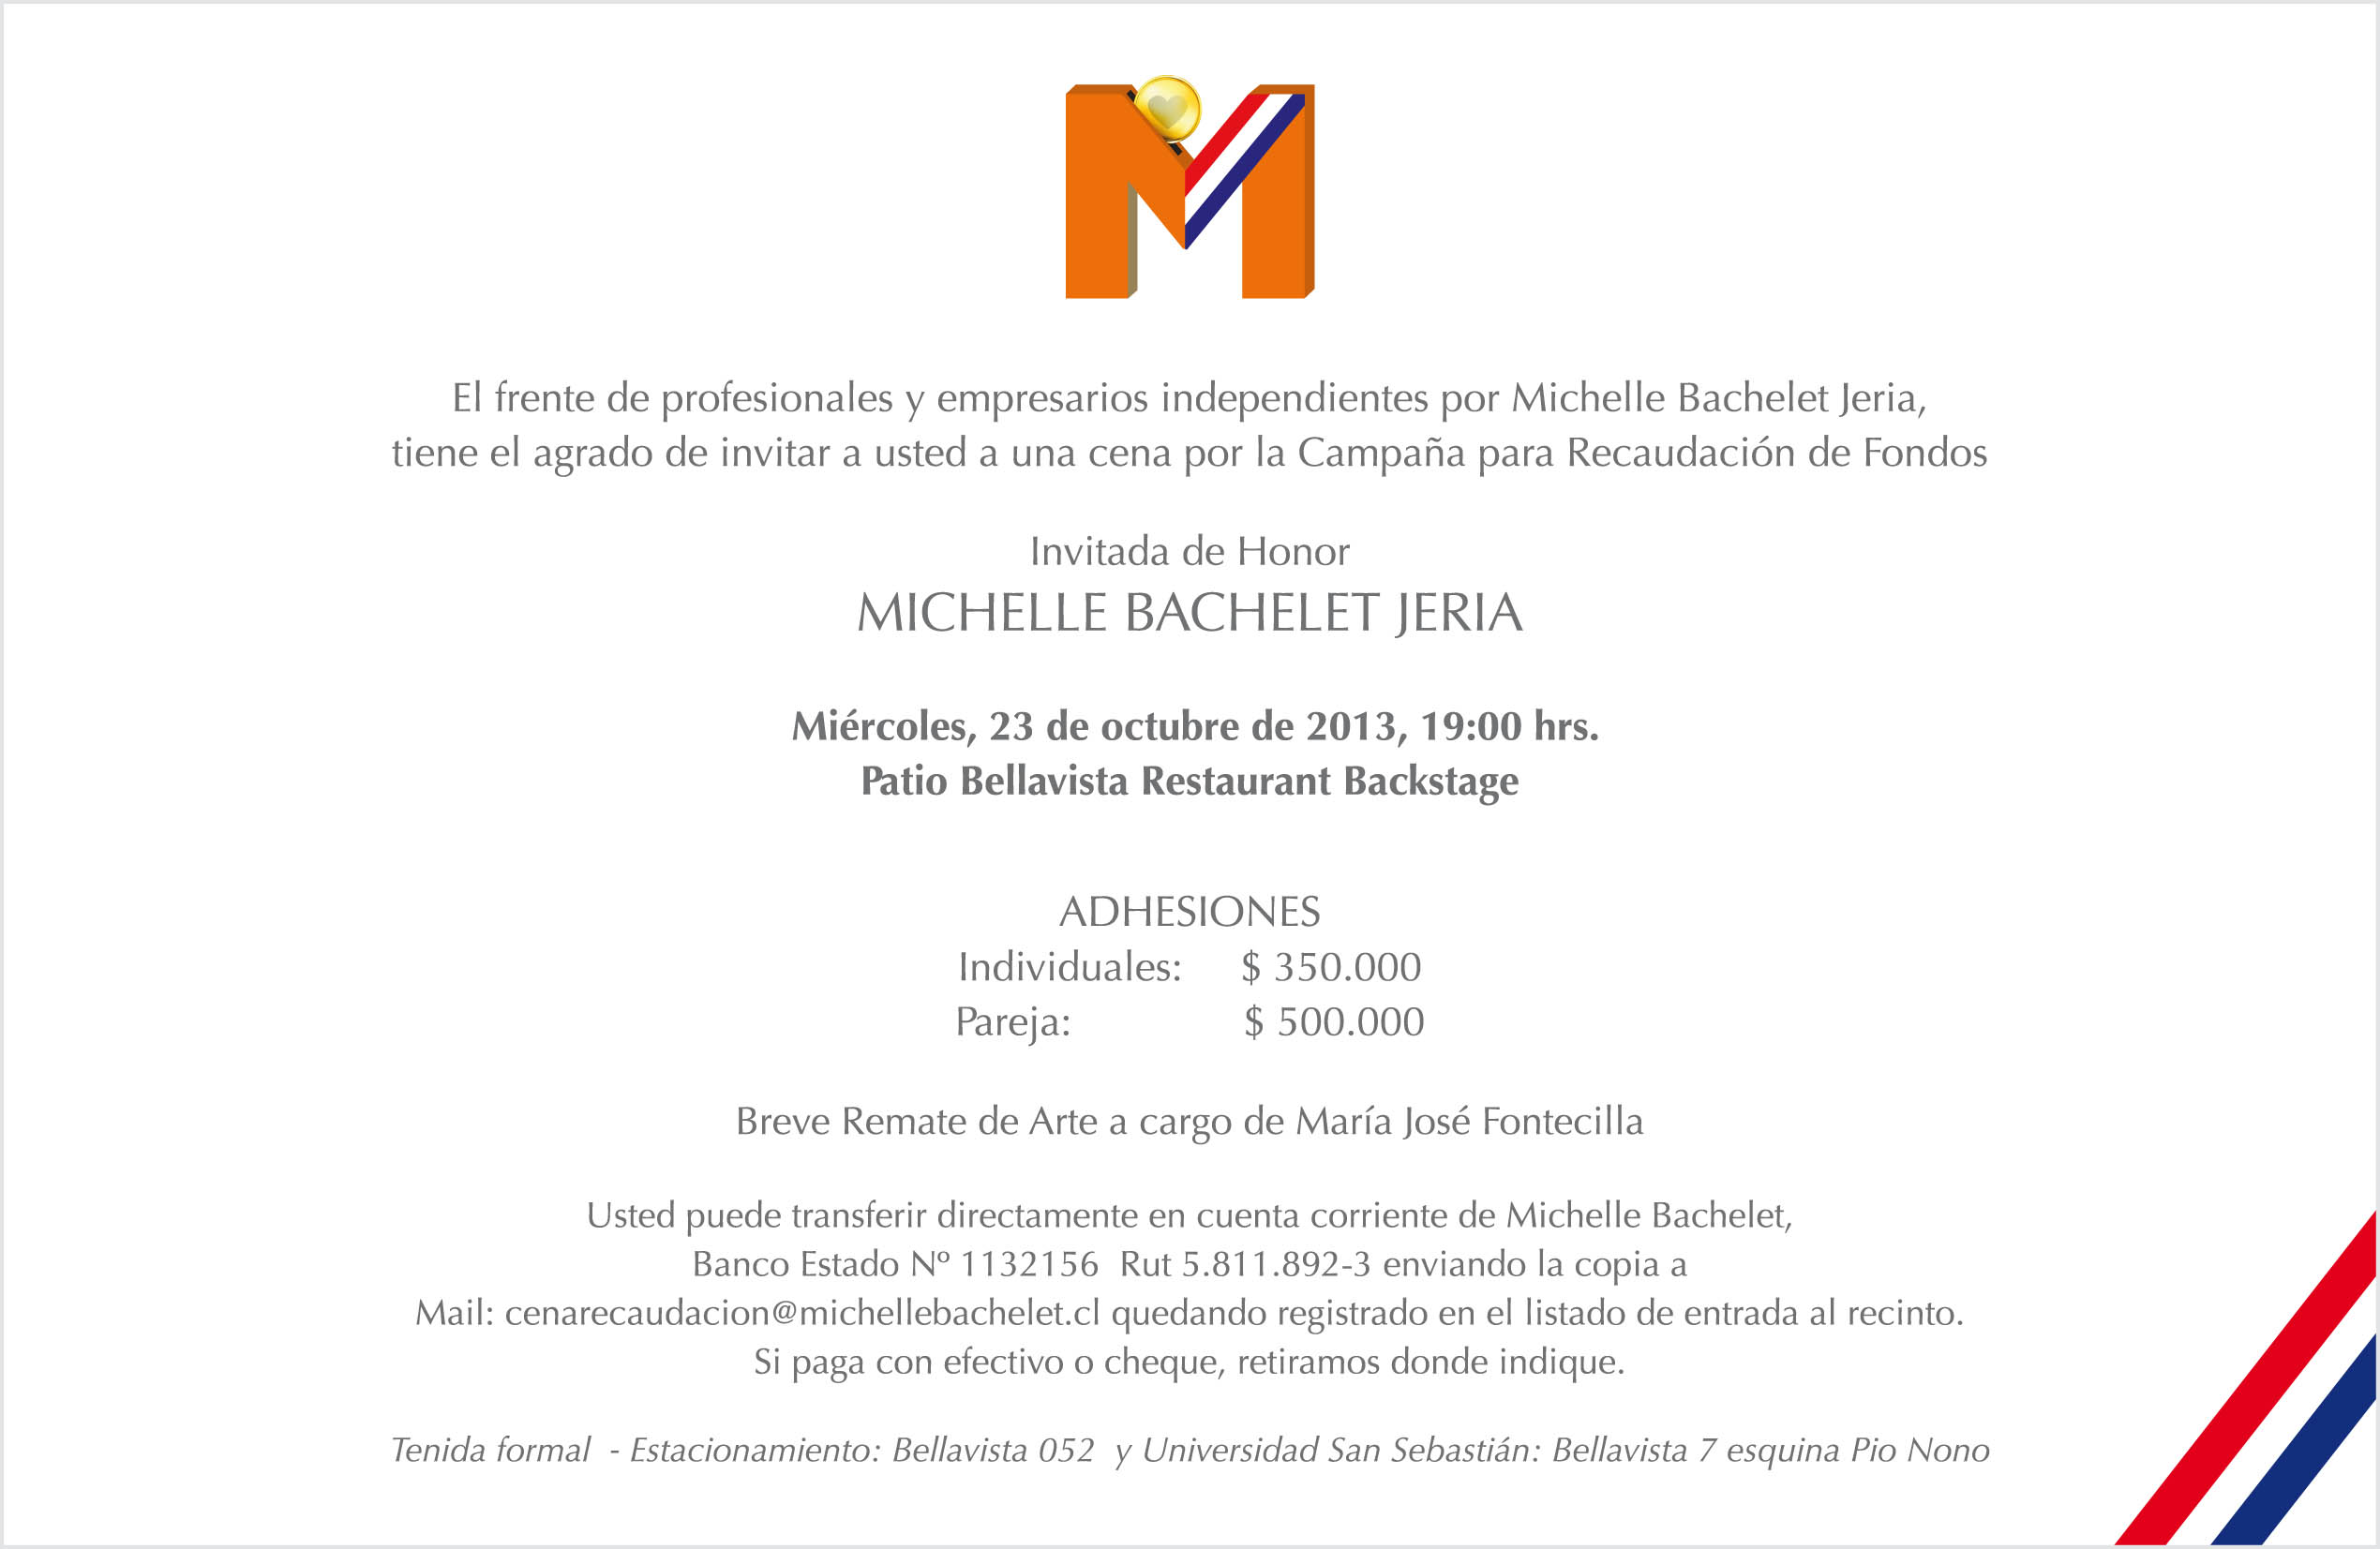 M
El frente de profesionales y empresarios independientes por Michelle Bachelet Jeria,
tiene el agrado de invitar a usted a una cena por la Campaña para Recaudación de Fondos
Invitada de Honor
MICHELLE BACHELET JERIA
Miércoles, 23 de octubre de 2013, 19:00 hrs.
Patio Bellavista Restaurant Backstage
ADHESIONES
Individuales: $ 350.000
Pareja: $ 500.000
Breve Remate de Arte a cargo de María José Fontecilla
Usted puede transferir directamente en cuenta corriente de Michelle Bachelet,
Banco Estado Nº 1132156 Rut 5.811.892-3 enviando la copia a
Mail: cenarecaudacion@michellebachelet.cl quedando registrado en el listado de entrada al recinto.
Si paga con efectivo o cheque, retiramos donde indique.
Tenida formal - Estacionamiento: Bellavista 052 y Universidad San Sebastián: Bellavista 7 esquina Pio Nono